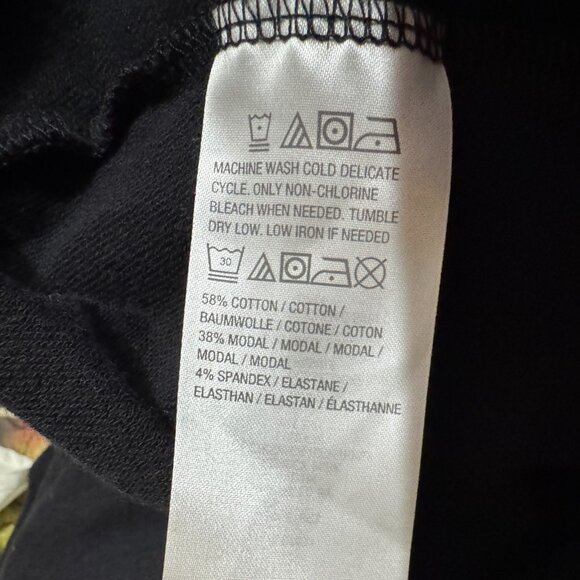 MACHINE WASH COLD DELICATE
CYCLE. ONLY NON-CHLORINE
BLEACH WHEN NEEDED. TUMBLE
DRY LOW. LOW IRON IF NEEDED
30
58% COTTON / COTTON /
BAUMWOLLE / COTONE / COTON
38% MODAL / MODAL / MODAL /
MODAL / MODAL
4% SPANDEX / ELASTANE /
ELASTHAN / ELASTAN / ÉLASTHANNE